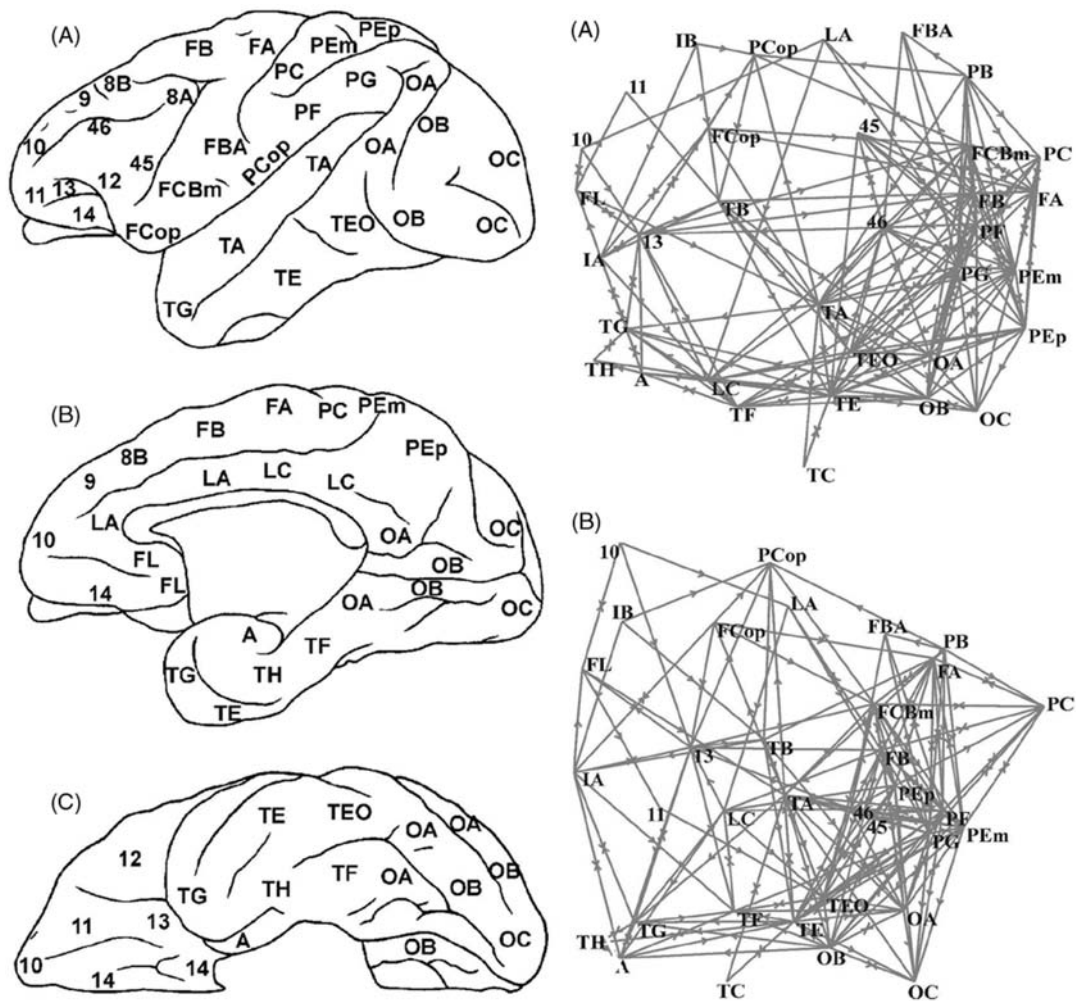 (A)
FB
FA
PEm
PEp
PC
PG
OA
8B
9
8A
46
10
PF
FBA
PCop
OA
OB
OC
45
TA
11
13
12
FCBm
14
FCop
TEO
OB
OC
TA
TE
TG
(B)
FA
PC
PEm
FB
8B
PEp
9
LA
LC
LC
LA
OC
10
OA
FL
OB
14
FL
OB
OA
OC
A
TF
TG
TH
TE
(C)
TE
TEO
OA
OA
12
TG
TH
TF
OA
OB
OB
11
13
A
OC
OB
10
14
14
(A)
IB
PCop
LA
FBA
PB
11
10
FCop
45
FCBm
PC
FL
TB
FB
FA
13
46
PF
IA
PG
PEm
TG
TA
PEp
TH
A
LC
TEO
OA
TF
TE
OB
OC
TC
(B)
10
PCop
IB
LA
FCop
FBA
PB
FL
FA
PC
FCBm
13
TB
FB
IA
PEp
11
LC
TA
46
PF
45
PG
PEm
TEO
OA
TH
TG
TF
TE
A
OB
TC
OC